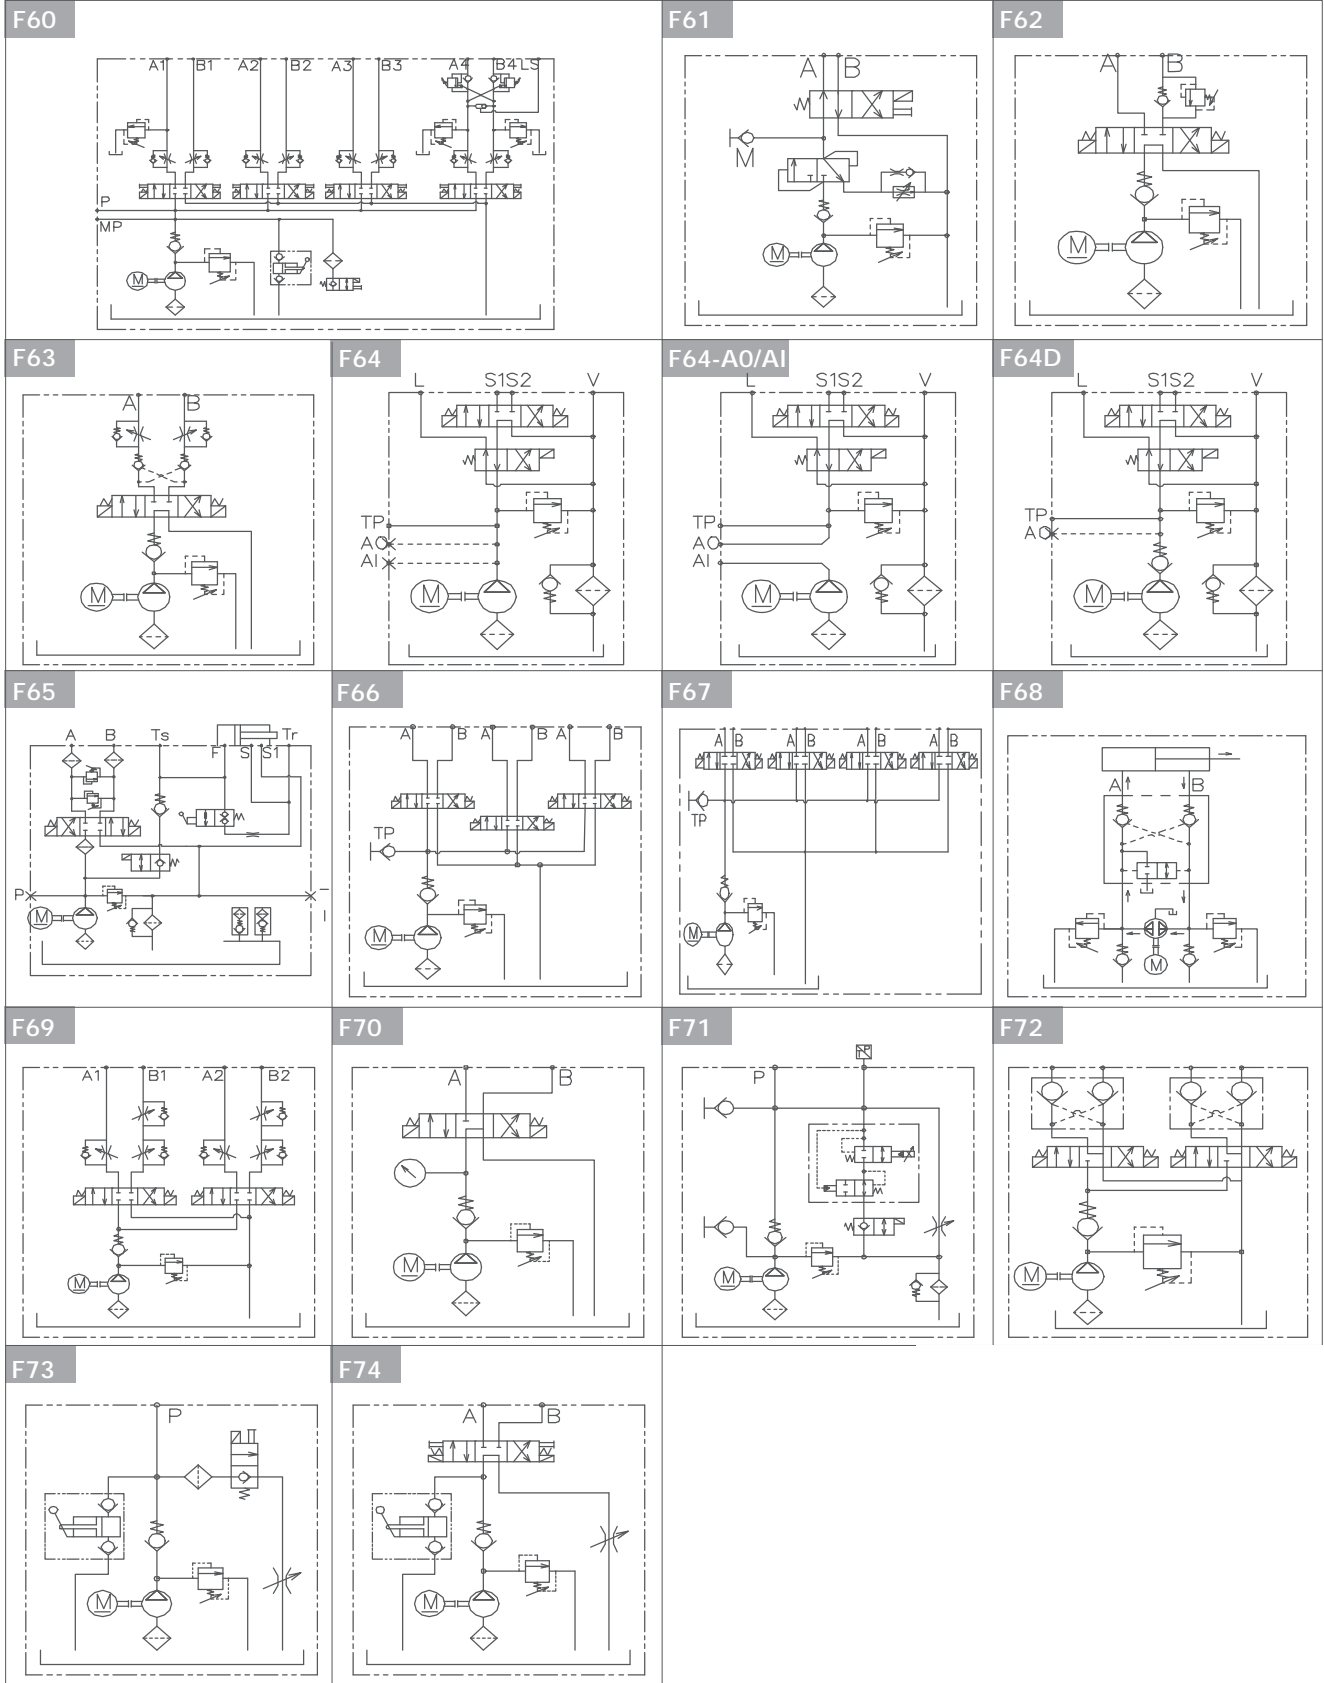 F60
F61
F62
A1 B1 A2 B2 A3 B3 A4 B4 LS
P
MP
M
A B
M
M
A B
M
F63
F64
F64-A0/AI
F64D
A B
M
L S1S2 V
TP
AO
AI
M
L S1S2 V
TP
AO
AI
M
L S1S2 V
TP
AO
M
F65
F66
F67
F68
A B Ts Tr
F S S1
P
M
A B A B A B
TP
M
A B A B A B A B
TP
M
A B
M
F69
F70
F71
F72
A1 B1 A2 B2
M
A B
M
P
M
M
F73
F74
P
M
A B
M